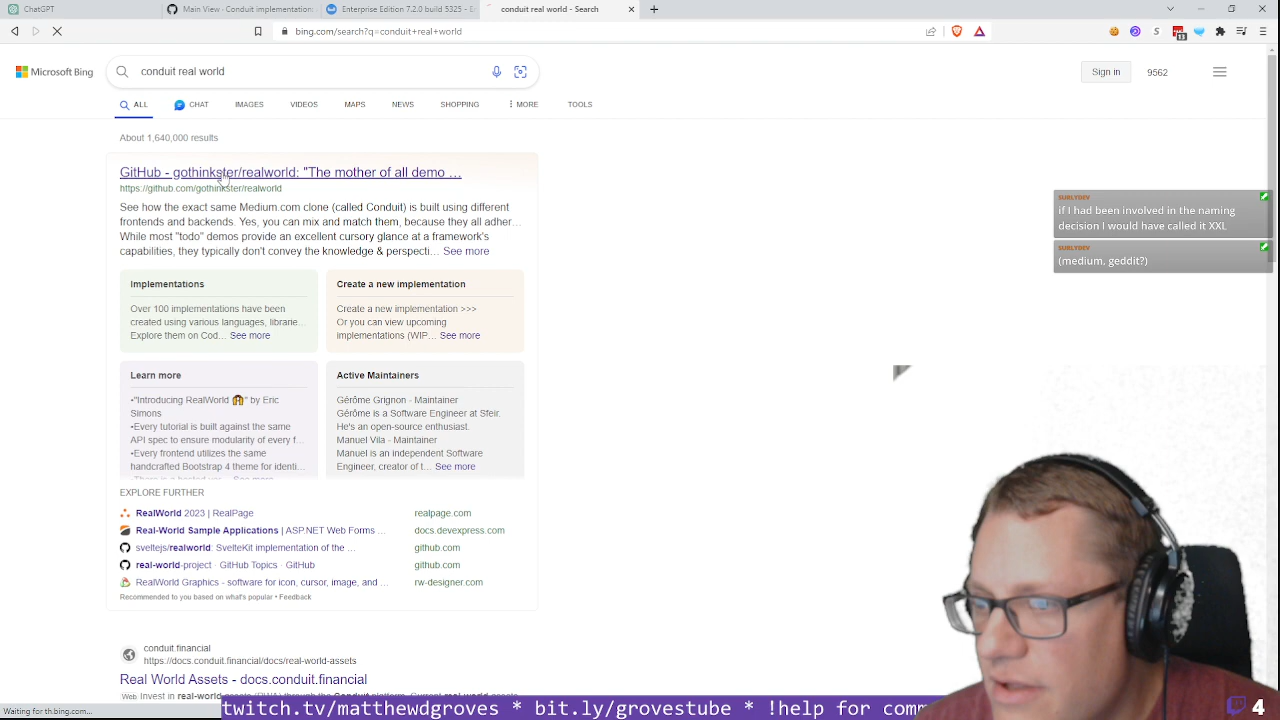 ChatGPT
Main View - Conduit implementation:
Enterprise Edition 7.2.0 build 5325 - E
conduit real world - Search
bing.com/search?q=conduit+real+world
Microsoft Bing
conduit real world
Sign in
9562
ALL
CHAT
IMAGES
VIDEOS
MAPS
NEWS
SHOPPING
MORE
TOOLS
About 1,640,000 results
GitHub - gothinkster/realworld: "The mother of all demo …
https://github.com/gothinkster/realworld
See how the exact same Medium.com clone (called Conduit) is built using different
frontends and backends. Yes, you can mix and match them, because they all adher…
While most "todo" demos provide an excellent cursory glance at a framework's
capabilities, they typically don't convey the knowledge & perspecti… See more
Implementations
Over 100 implementations have been
created using various languages, librarie…
Explore them on Cod… See more
Create a new implementation
Create a new implementation >>>
Or you can view upcoming
implementations (WIP… See more
Learn more
•"Introducing RealWorld 🙌" by Eric
Simons
•Every tutorial is built against the same
API spec to ensure modularity of every f…
•Every frontend utilizes the same
handcrafted Bootstrap 4 theme for identi…
Active Maintainers
Gérôme Grignon - Maintainer
Gérôme is a Software Engineer at Sfeir.
He's an open-source enthusiast.
Manuel Vila - Maintainer
Manuel is an independent Software
Engineer, creator of t… See more
EXPLORE FURTHER
RealWorld 2023 | RealPage realpage.com
Real-World Sample Applications | ASP.NET Web Forms … docs.devexpress.com
sveltejs/realworld: SvelteKit implementation of the … github.com
real-world-project · GitHub Topics · GitHub github.com
RealWorld Graphics - software for icon, cursor, image, and … rw-designer.com
Recommended to you based on what's popular • Feedback
conduit.financial
https://docs.conduit.financial/docs/real-world-assets
Real World Assets - docs.conduit.financial
SURLYDEV
if I had been involved in the naming
decision I would have called it XXL
SURLYDEV
(medium, geddit?)
Waiting for th.bing.com...
twitch.tv/matthewdgroves * bit.ly/grovestube * !help for comm
4